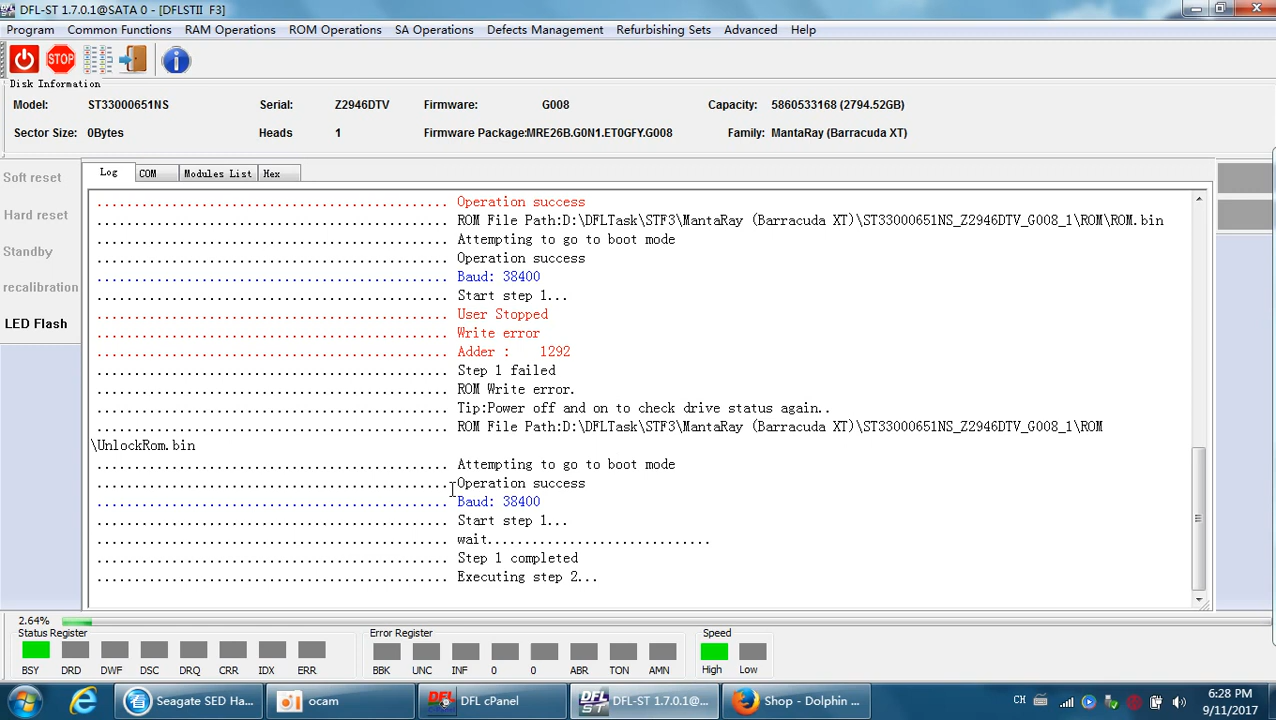 DFL-ST 1.7.0.1@SATA 0 - [DFLSTII F3]
Program Common Functions RAM Operations ROM Operations SA Operations Defects Management Refurbishing Sets Advanced Help
STOP
Disk Information
Model: ST33000651NS Serial: Z2946DTV Firmware: G008 Capacity: 5860533168 (2794.52GB)
Sector Size: 0Bytes Heads 1 Firmware Package:MRE26B.G0N1.ET0GFY.G008 Family: MantaRay (Barracuda XT)
Log COM Modules List Hex
Soft reset
Hard reset
Standby
recalibration
LED Flash
............................................... Operation success
............................................... ROM File Path:D:\DFLTask\STF3\MantaRay (Barracuda XT)\ST33000651NS_Z2946DTV_G008_1\ROM\ROM.bin
............................................... Attempting to go to boot mode
............................................... Operation success
............................................... Baud: 38400
............................................... Start step 1...
............................................... User Stopped
............................................... Write error
............................................... Adder : 1292
............................................... Step 1 failed
............................................... ROM Write error.
............................................... Tip:Power off and on to check drive status again..
............................................... ROM File Path:D:\DFLTask\STF3\MantaRay (Barracuda XT)\ST33000651NS_Z2946DTV_G008_1\ROM
\UnlockRom.bin
............................................... Attempting to go to boot mode
............................................... Operation success
............................................... Baud: 38400
............................................... Start step 1...
............................................... wait.............................
............................................... Step 1 completed
............................................... Executing step 2...
2.64%
Status Register Error Register Speed
BSY DRD DWF DSC DRQ CRR IDX ERR BBK UNC INF 0 0 ABR TON AMN High Low
Seagate SED Ha... ocam DFL cPanel DFL-ST 1.7.0.1@... Shop - Dolphin ... CH 6:28 PM
9/11/2017